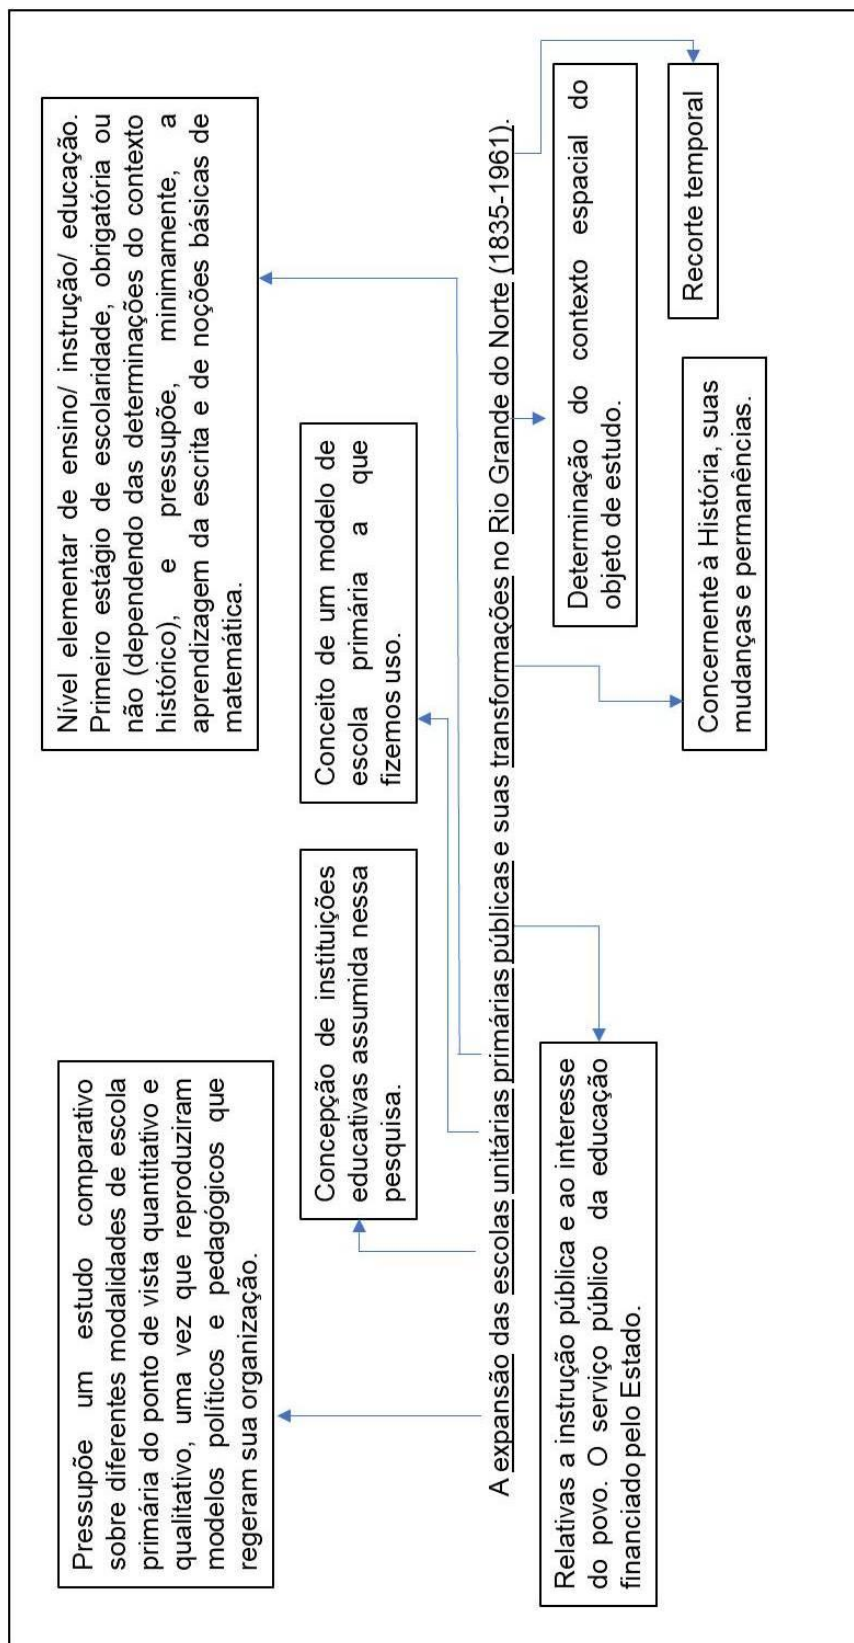 Pressupõe um estudo comparativo
sobre diferentes modalidades de escola
primária do ponto de vista quantitativo e
qualitativo, uma vez que reproduziram
modelos políticos e pedagógicos que
regeram sua organização.
Concepção de instituições
educativas assumida nessa
pesquisa.
Conceito de um modelo de
escola primária a que
fizemos uso.
Nível elementar de ensino/ instrução/ educação.
Primeiro estágio de escolaridade, obrigatória ou
não (dependendo das determinações do contexto
histórico), e pressupõe, minimamente, a
aprendizagem da escrita e de noções básicas de
matemática.
A expansão das escolas unitárias primárias públicas e suas transformações no Rio Grande do Norte (1835-1961).
Relativas a instrução pública e ao interesse
do povo. O serviço público da educação
financiado pelo Estado.
Concernente à História, suas
mudanças e permanências.
Determinação do contexto espacial do
objeto de estudo.
Recorte temporal